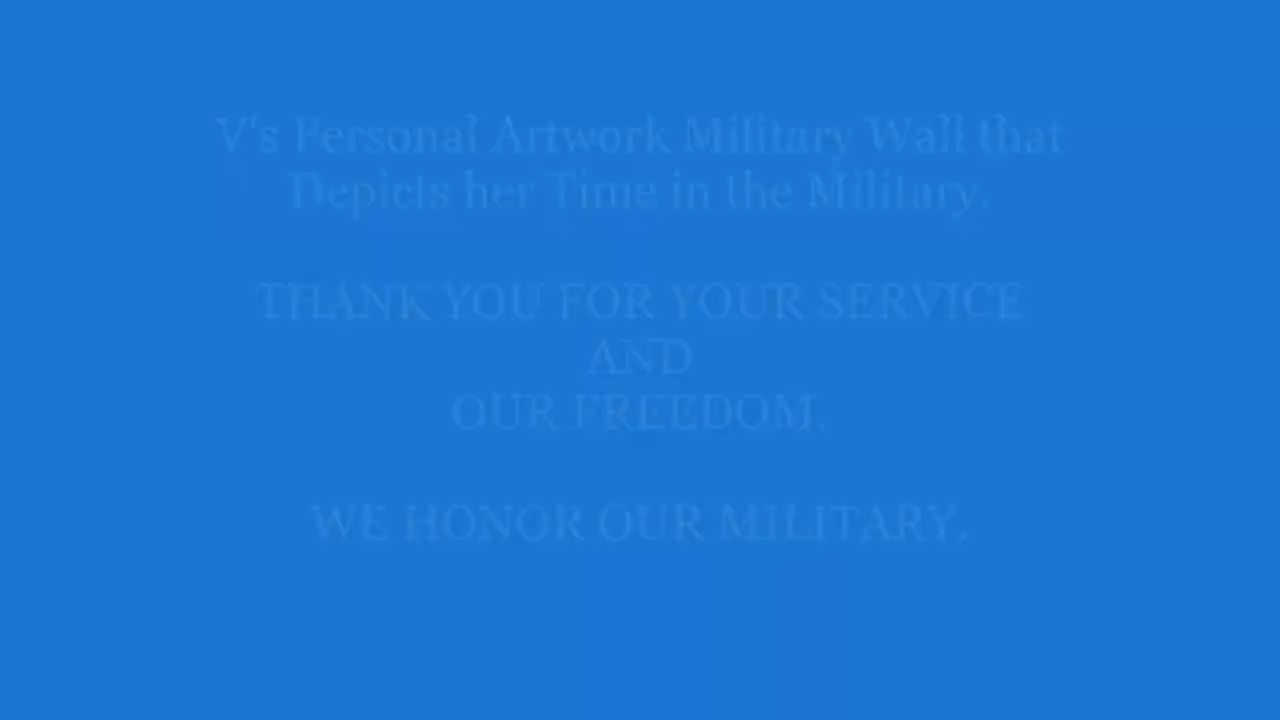 V's Personal Artwork Military Wall that
Depicts her Time in the Military.
THANK YOU FOR YOUR SERVICE
AND
OUR FREEDOM.
WE HONOR OUR MILITARY.